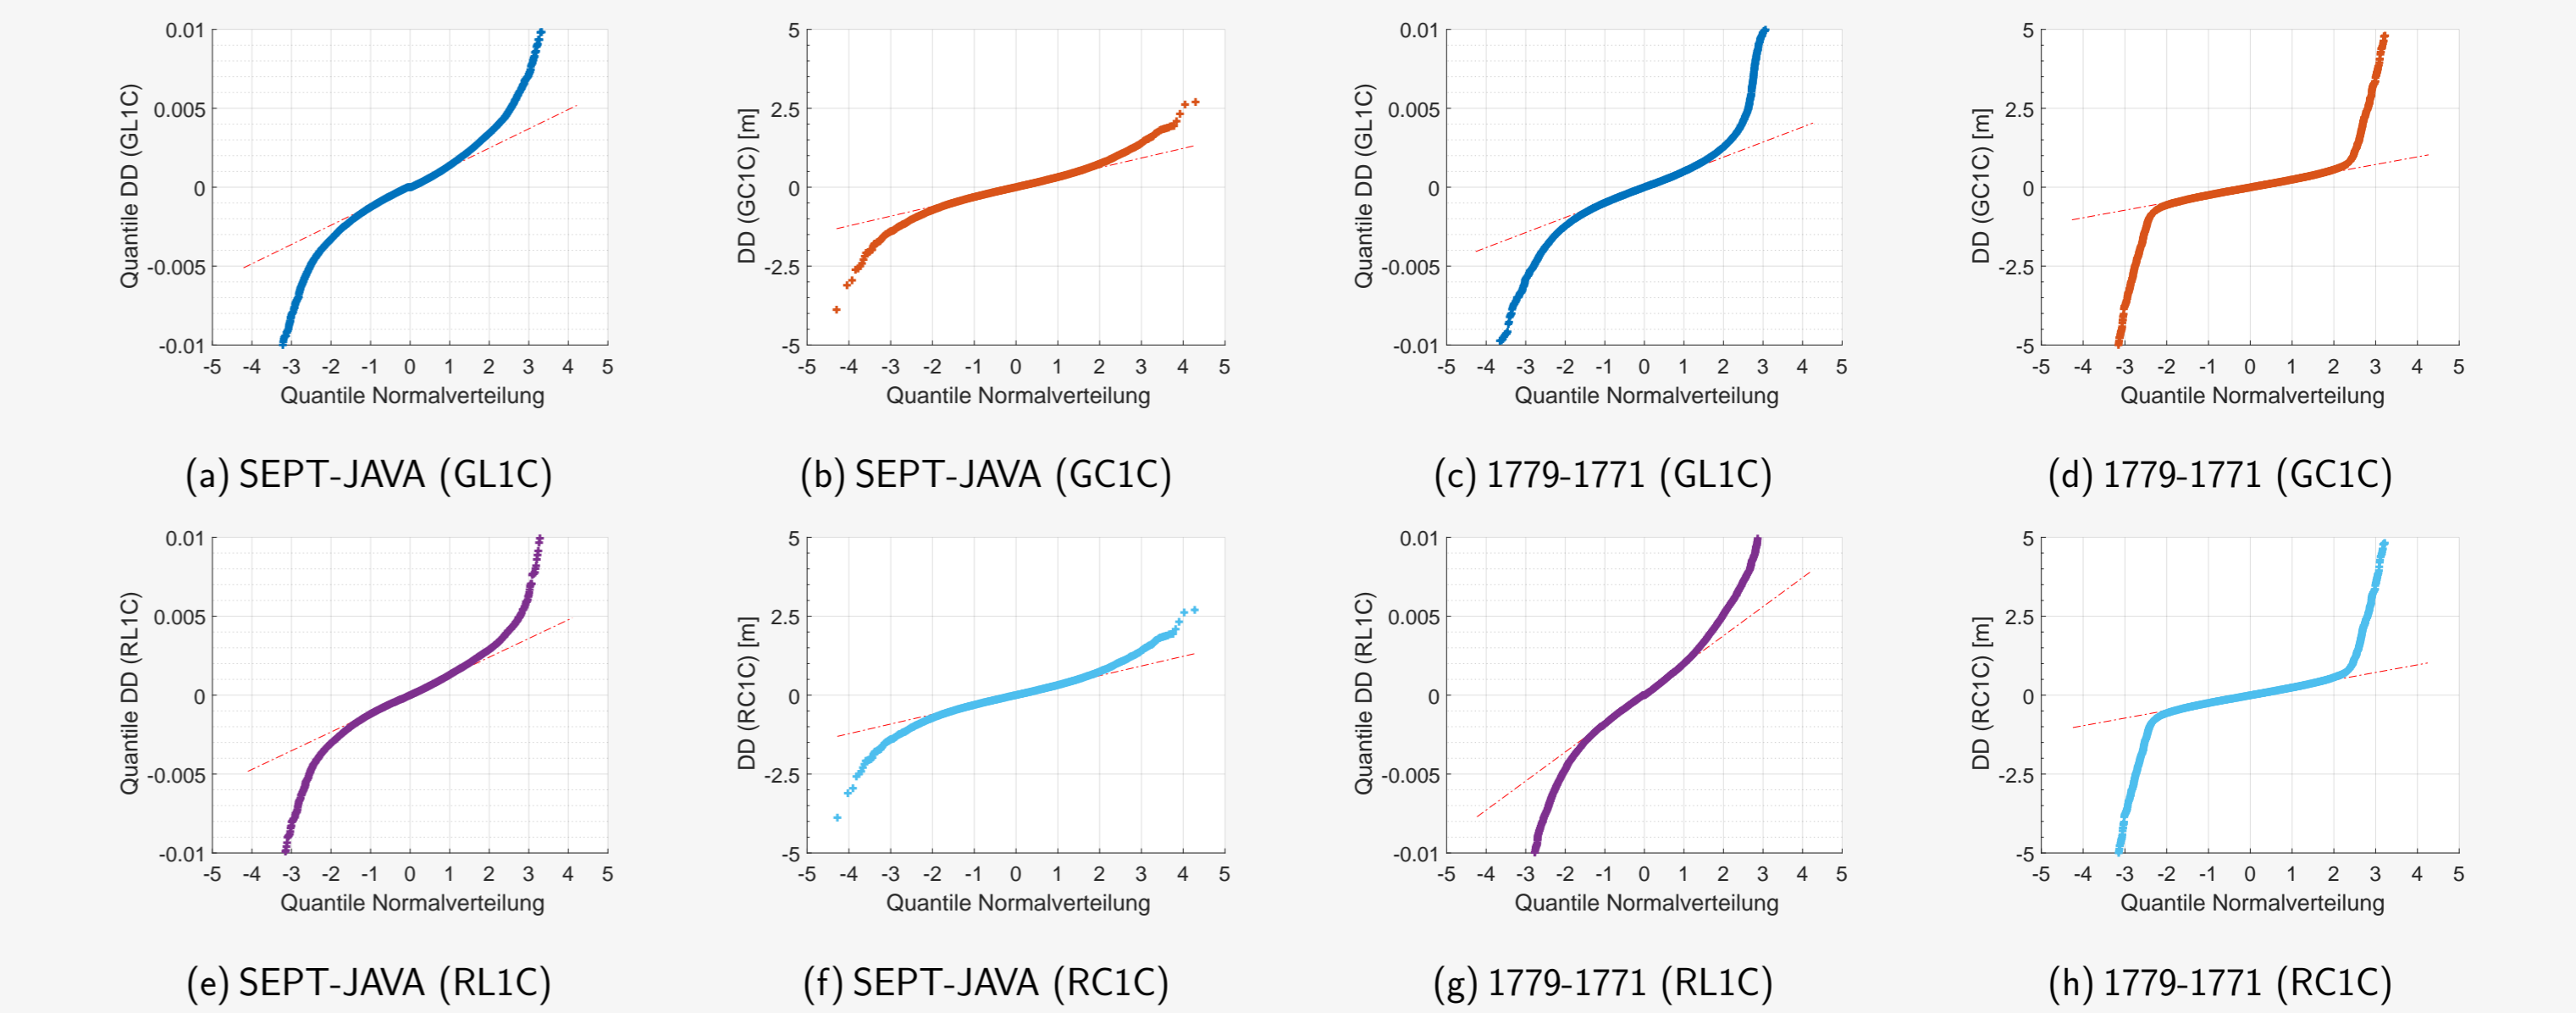 0.01
0.005
0
-0.005
-0.01
-5 -4 -3 -2 -1 0 1 2 3 4 5
Quantile Normalverteilung
Quantile DD (GL1C)
(a) SEPT-JAVA (GL1C)
5
2.5
0
-2.5
-5
-5 -4 -3 -2 -1 0 1 2 3 4 5
Quantile Normalverteilung
DD (GC1C) [m]
(b) SEPT-JAVA (GC1C)
0.01
0.005
0
-0.005
-0.01
-5 -4 -3 -2 -1 0 1 2 3 4 5
Quantile Normalverteilung
Quantile DD (GL1C)
(c) 1779-1771 (GL1C)
5
2.5
0
-2.5
-5
-5 -4 -3 -2 -1 0 1 2 3 4 5
Quantile Normalverteilung
DD (GC1C) [m]
(d) 1779-1771 (GC1C)
0.01
0.005
0
-0.005
-0.01
-5 -4 -3 -2 -1 0 1 2 3 4 5
Quantile Normalverteilung
Quantile DD (RL1C)
(e) SEPT-JAVA (RL1C)
5
2.5
0
-2.5
-5
-5 -4 -3 -2 -1 0 1 2 3 4 5
Quantile Normalverteilung
DD (RC1C) [m]
(f) SEPT-JAVA (RC1C)
0.01
0.005
0
-0.005
-0.01
-5 -4 -3 -2 -1 0 1 2 3 4 5
Quantile Normalverteilung
Quantile DD (RL1C)
(g) 1779-1771 (RL1C)
5
2.5
0
-2.5
-5
-5 -4 -3 -2 -1 0 1 2 3 4 5
Quantile Normalverteilung
DD (RC1C) [m]
(h) 1779-1771 (RC1C)